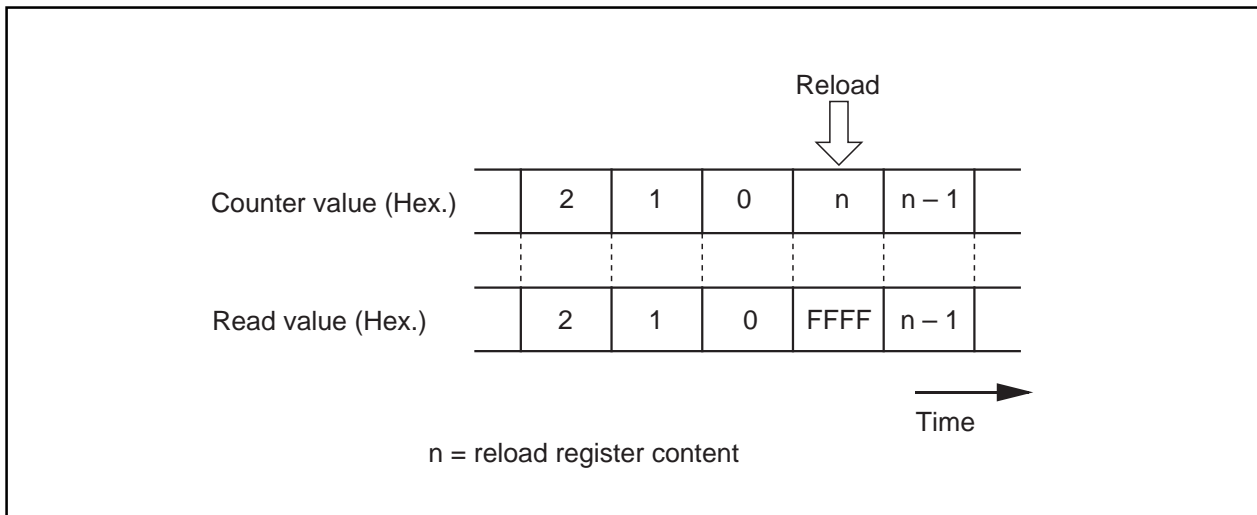 Reload
Counter value (Hex.) 2 1 0 n n – 1
Read value (Hex.) 2 1 0 FFFF n – 1
Time
n = reload register content